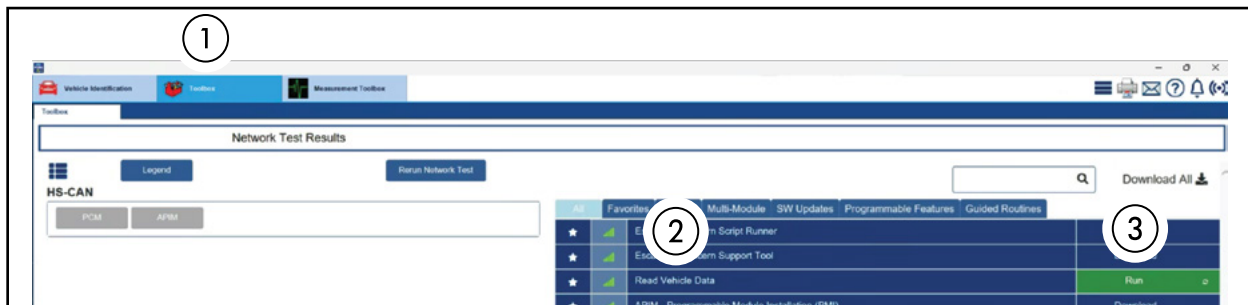 1
Vehicle Identification Toolbox Measurement Toolbox
Toolbox
Network Test Results
Legend Rerun Network Test Download All
HS-CAN
PCM APIM
All Favorites Multi-Module SW Updates Programmable Features Guided Routines
2 Script Runner 3
Support Tool
Read Vehicle Data Run
APIM - Programmable Module Installation (PMI) Download